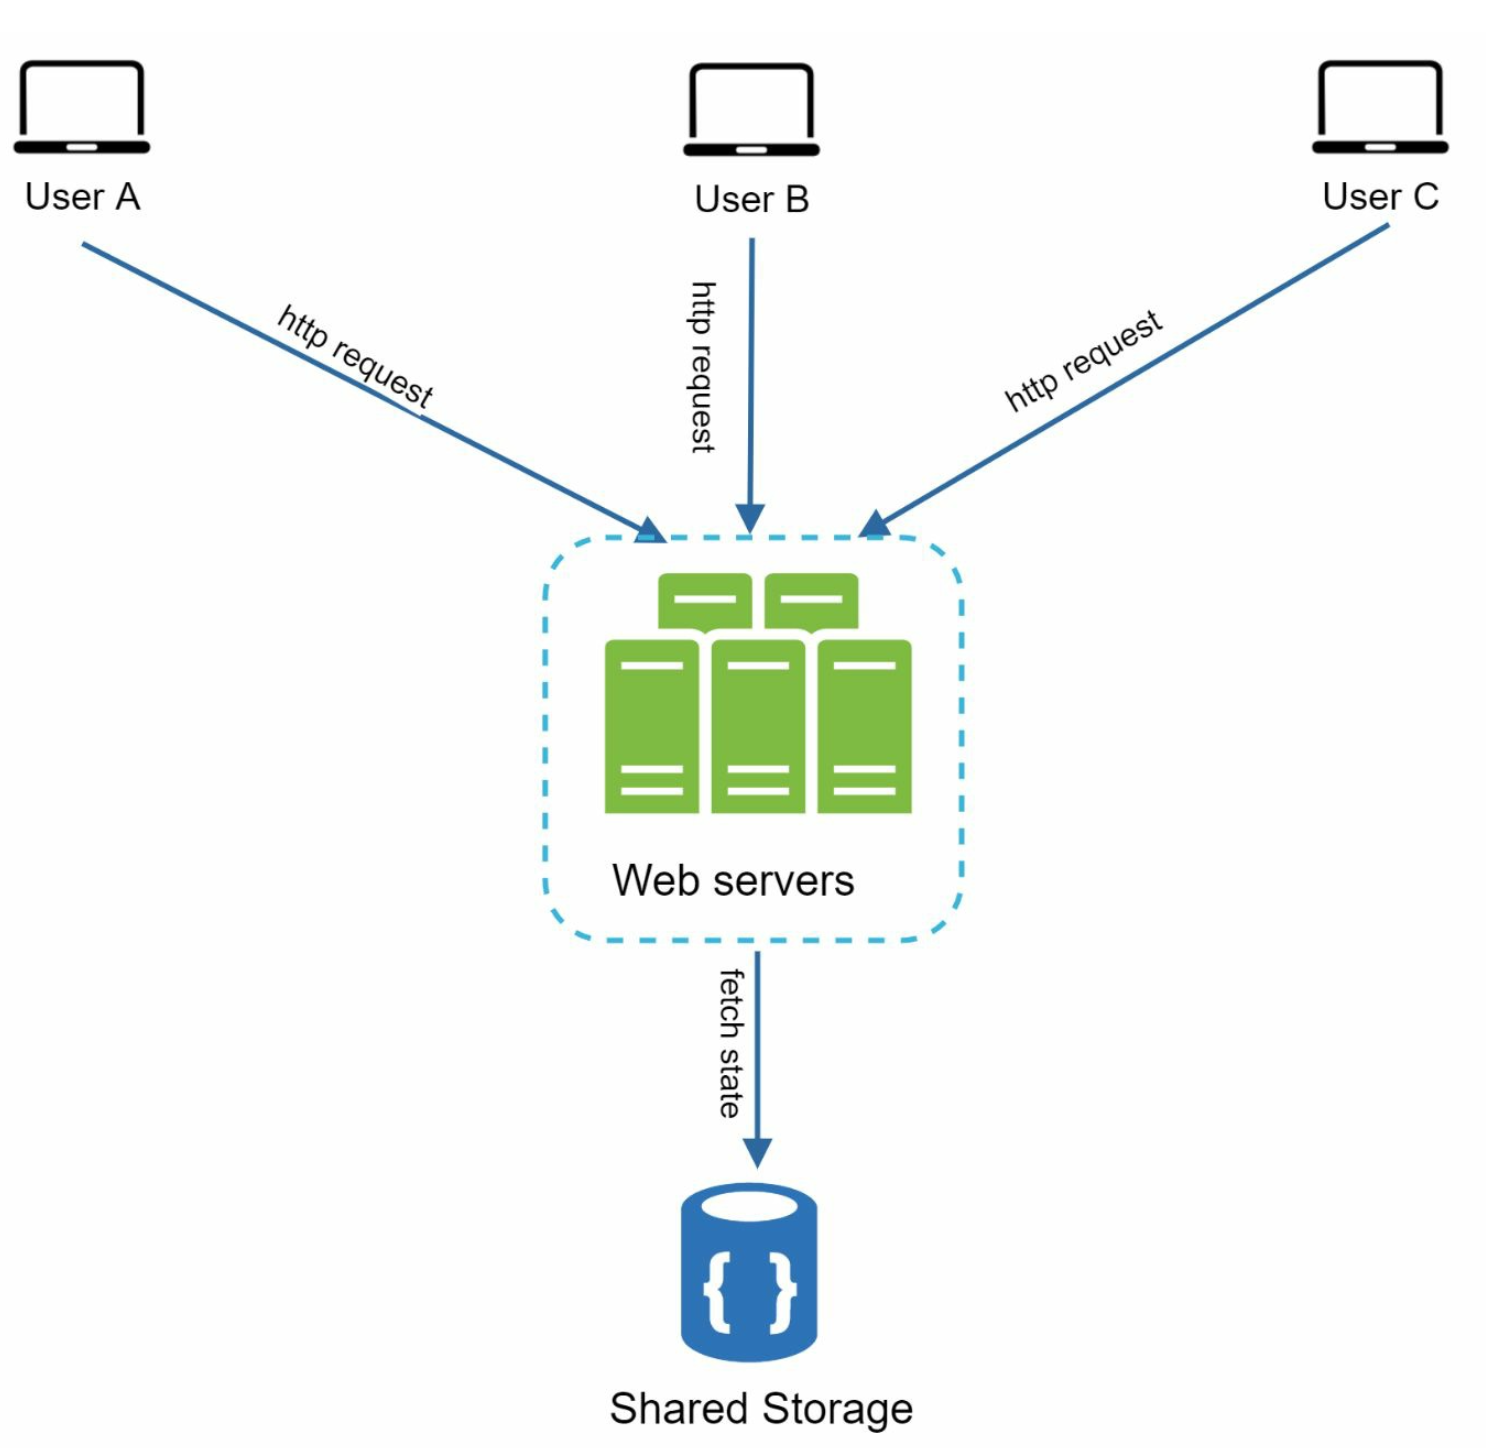 User A
User B
User C
http request
http request
http request
Web servers
fetch state
{ }
Shared Storage